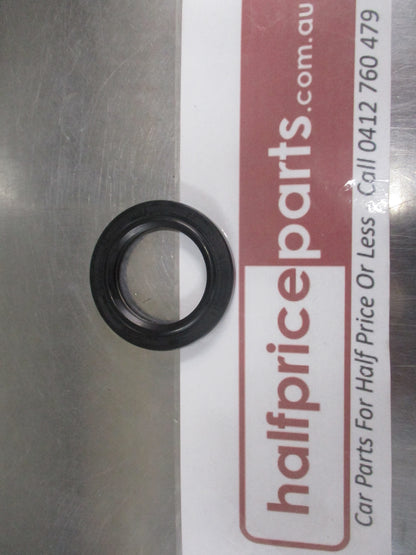 halfpriceparts.com.au
Car Parts For Half Price Or Less - Call 0412 760 479